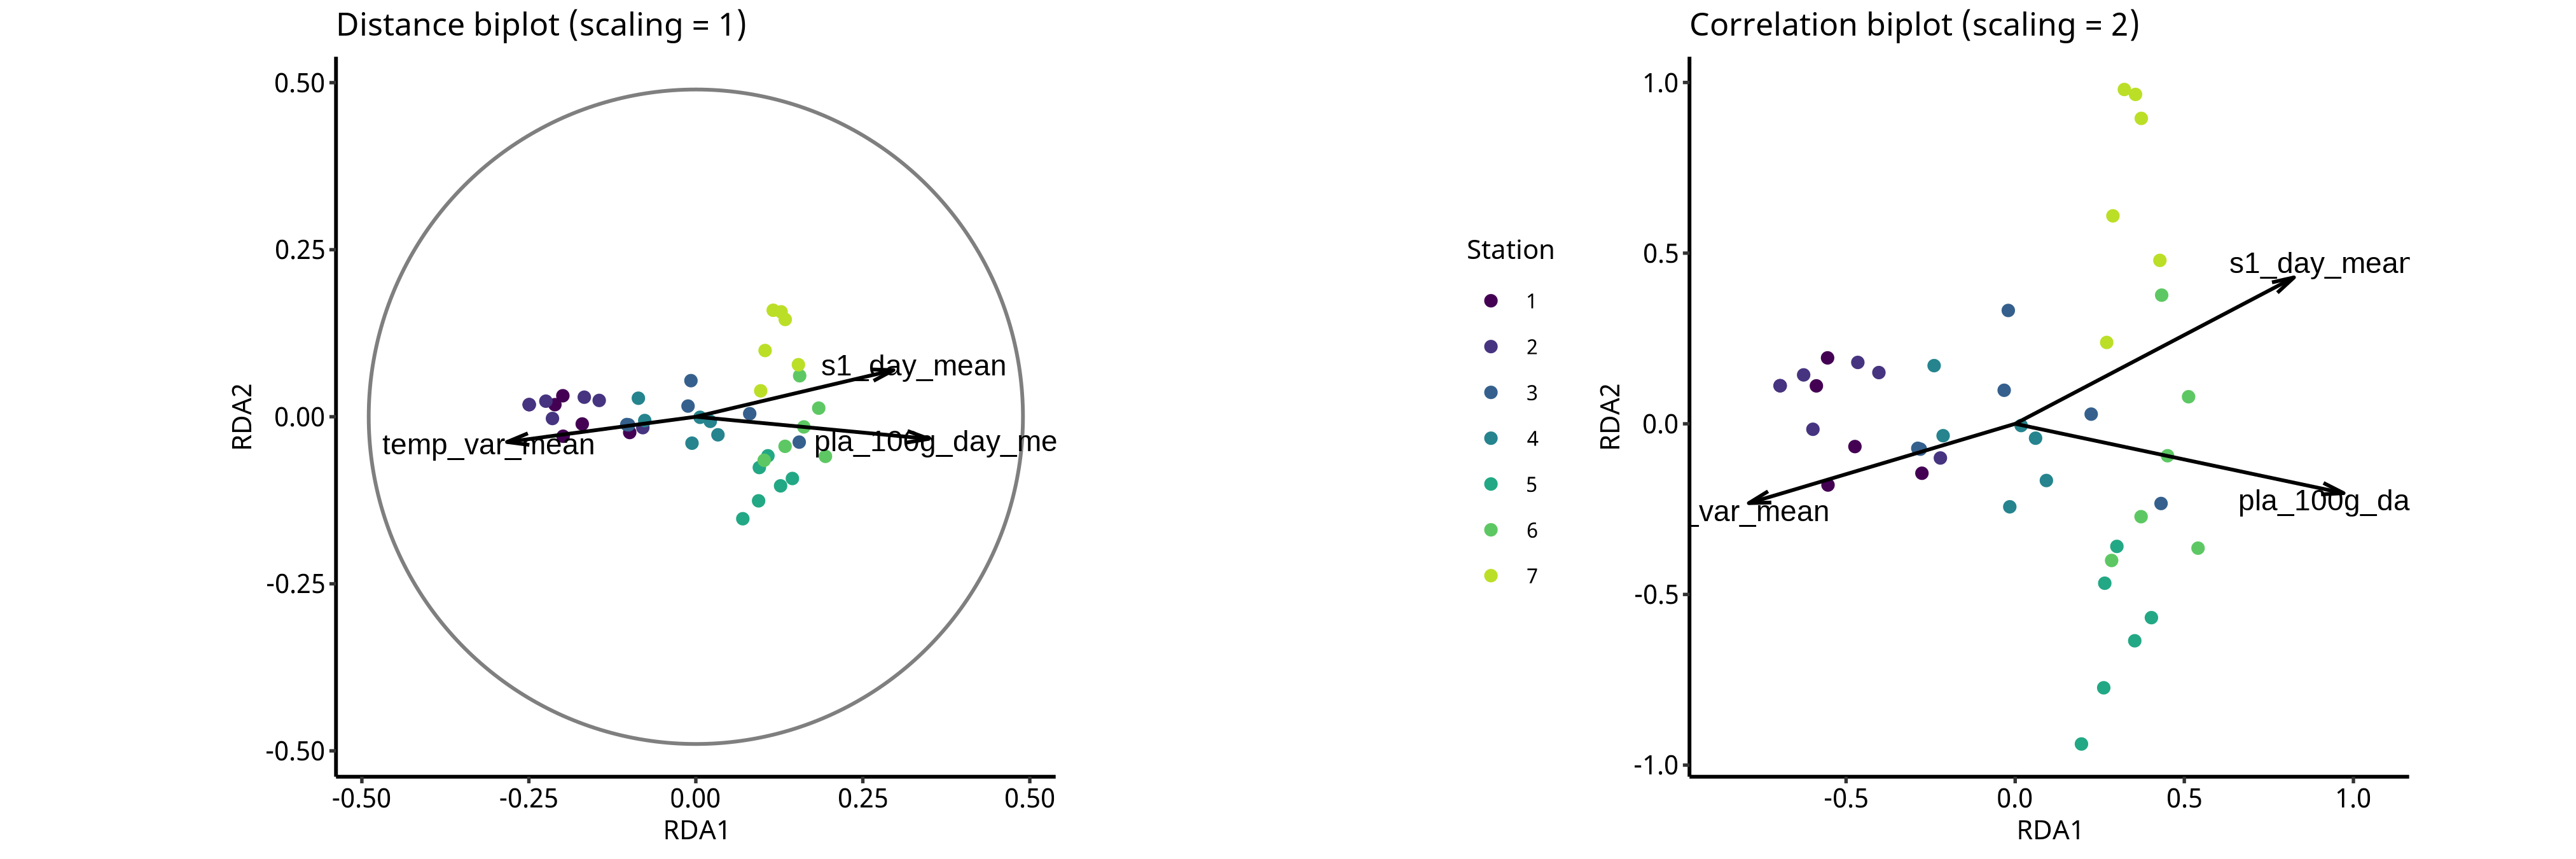 Distance biplot (scaling = 1)
0.50
0.25
0.00
-0.25
-0.50
RDA2
s1_day_mean
temp_var_mean
pla_100g_day_me
-0.50
-0.25
0.00
0.25
0.50
RDA1
Station
1
2
3
4
5
6
7
Correlation biplot (scaling = 2)
1.0
0.5
0.0
-0.5
-1.0
RDA2
s1_day_mean
_var_mean
pla_100g_da
-0.5
0.0
0.5
1.0
RDA1